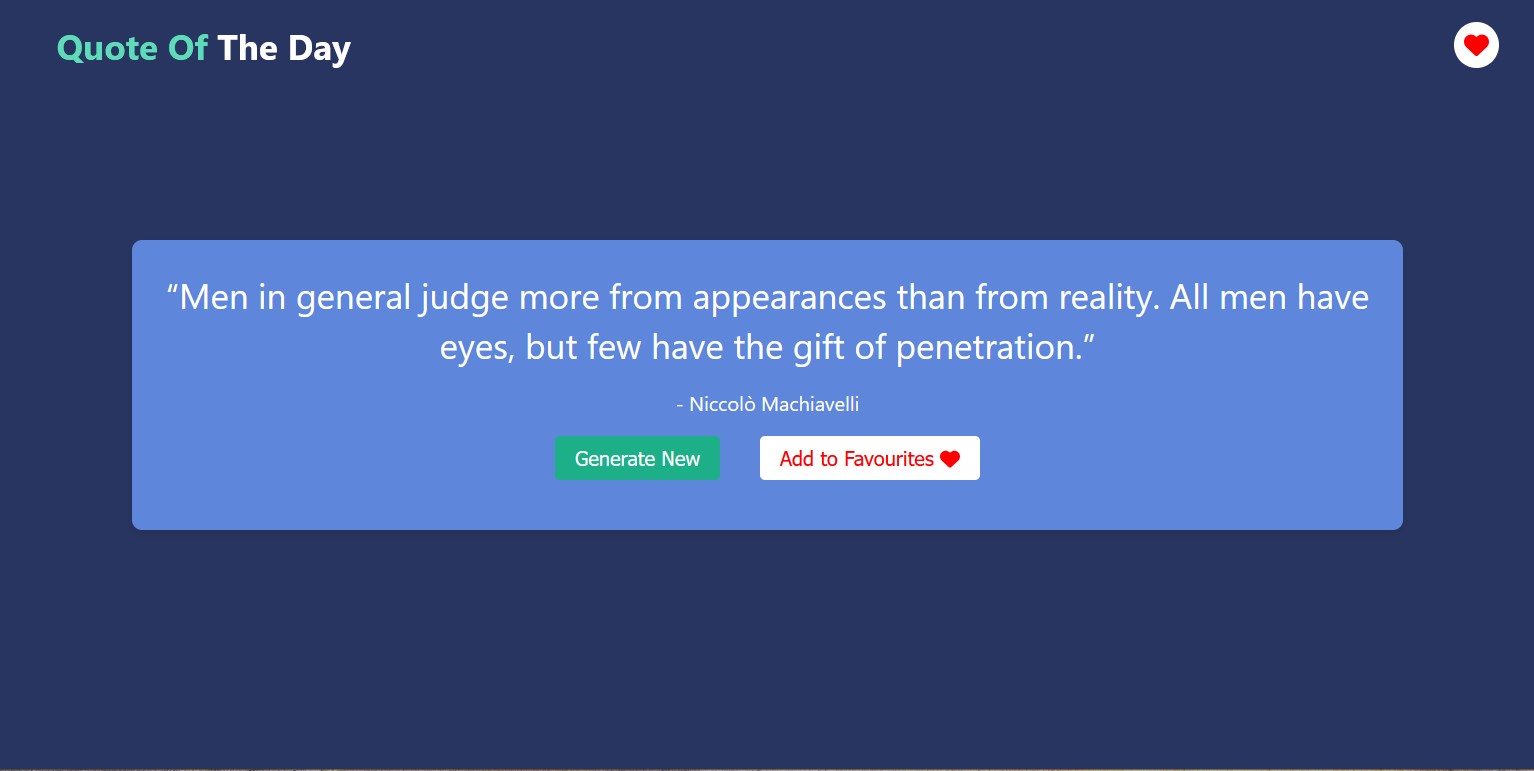 Quote Of The Day
“Men in general judge more from appearances than from reality. All men have
eyes, but few have the gift of penetration.”
- Niccolò Machiavelli
Generate New
Add to Favourites